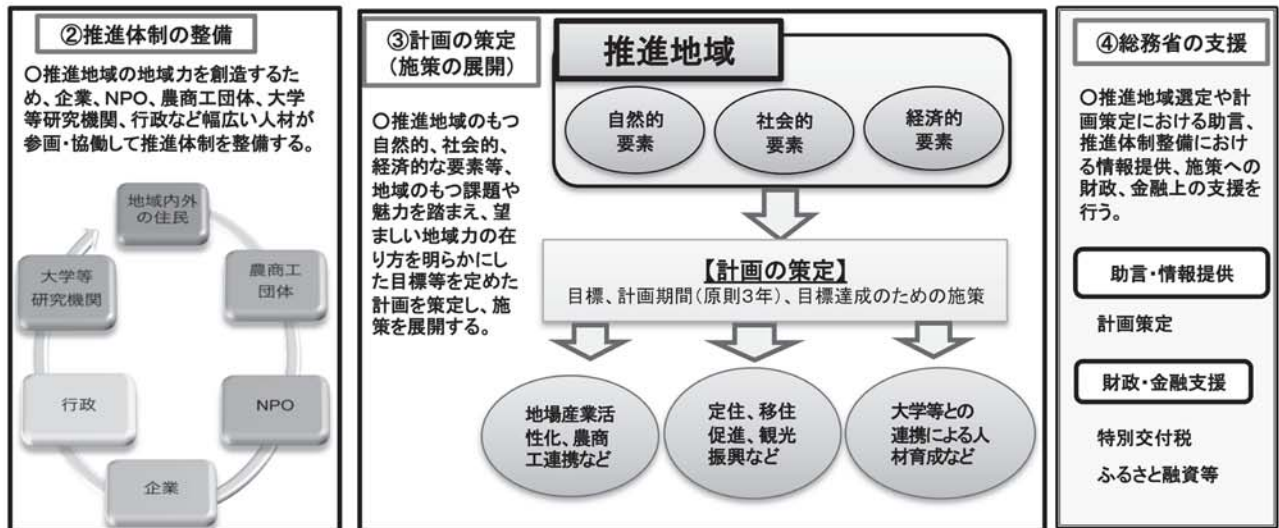 ②推進体制の整備
〇推進地域の地域力を創造するた
め、企業、NPO、農商工団体、大学
等研究機関、行政など幅広い人材が
参画・協働して推進体制を整備する。
地域内外
の住民
農商工
団体
NPO
企業
行政
大学等
研究機関
③計画の策定
(施策の展開)
〇推進地域のもつ
自然的、社会的、
経済的な要素等、
地域のもつ課題や
魅力を踏まえ、望
ましい地域力の在
り方を明らかにし
た目標等を定めた
計画を策定し、施
策を展開する。
推進地域
自然的
要素
社会的
要素
経済的
要素
【計画の策定】
目標、計画期間(原則3年)、目標達成のための施策
地場産業活
性化、農商
工連携など
定住、移住
促進、観光
振興など
大学等との
連携による人
材育成など
④総務省の支援
〇推進地域選定や計
画策定における助言、
推進体制整備におけ
る情報提供、施策への
財政、金融上の支援を
行う。
助言・情報提供
計画策定
財政・金融支援
特別交付税
ふるさと融資等